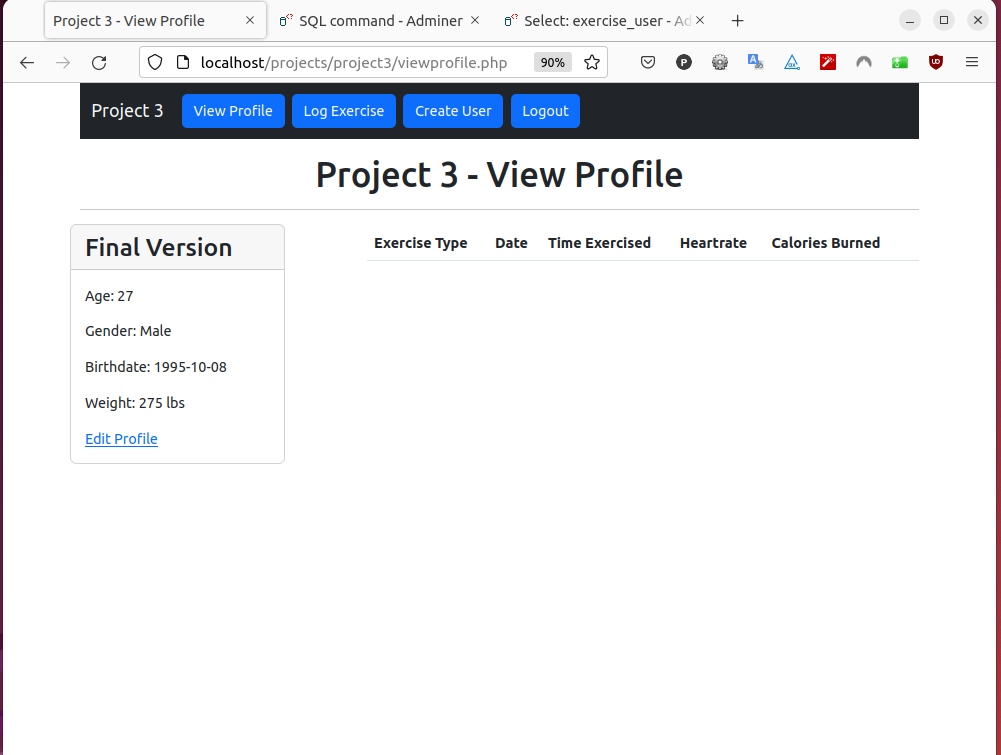 Project 3 - View Profile
SQL command - Adminer
Select: exercise_user - Ad
localhost/projects/project3/viewprofile.php
90%
Project 3
View Profile
Log Exercise
Create User
Logout
Project 3 - View Profile
Final Version
Age: 27
Gender: Male
Birthdate: 1995-10-08
Weight: 275 lbs
Edit Profile
Exercise Type Date Time Exercised Heartrate Calories Burned